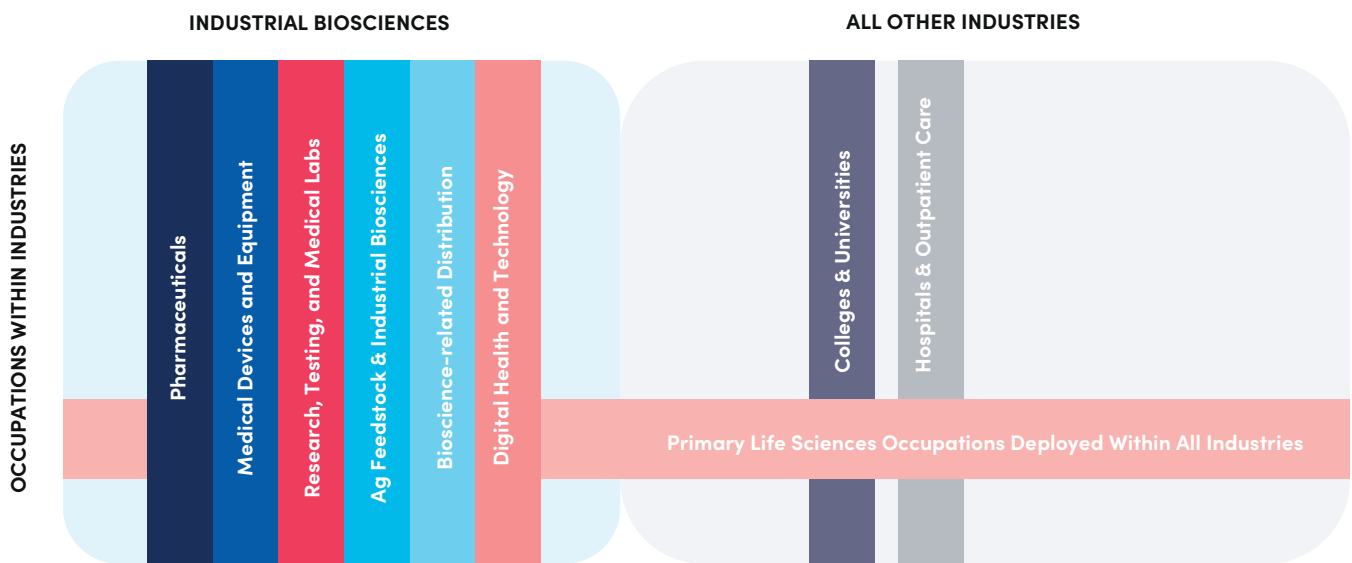 INDUSTRIAL BIOSCIENCES
ALL OTHER INDUSTRIES
OCCUPATIONS WITHIN INDUSTRIES
Pharmaceuticals
Medical Devices and Equipment
Research, Testing, and Medical Labs
Ag Feedstock & Industrial Biosciences
Bioscience-related Distribution
Digital Health and Technology
Colleges & Universities
Hospitals & Outpatient Care
Primary Life Sciences Occupations Deployed Within All Industries